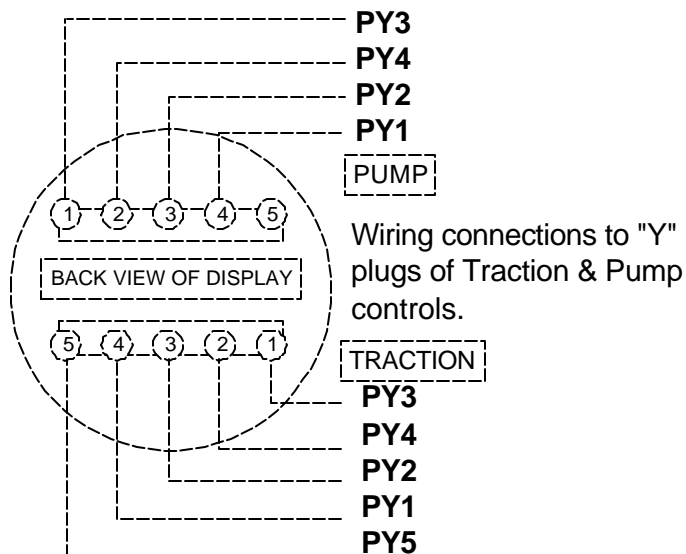 PY3
PY4
PY2
PY1
PUMP
1 2 3 4 5
Wiring connections to "Y"
plugs of Traction & Pump
controls.
BACK VIEW OF DISPLAY
5 4 3 2 1
TRACTION
PY3
PY4
PY2
PY1
PY5